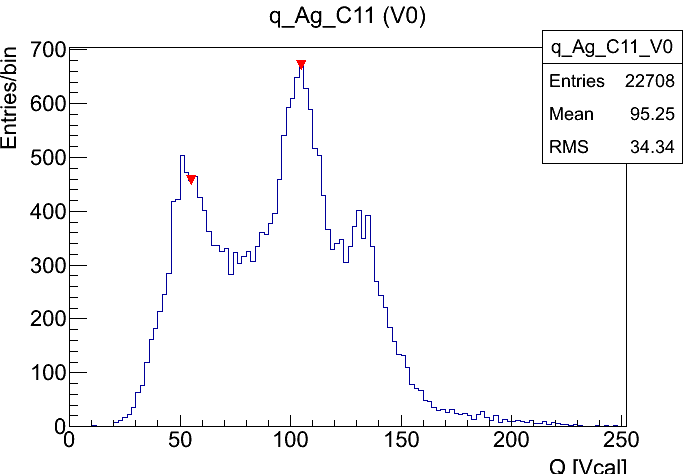 q_Ag_C11 (V0)
q_Ag_C11_V0
Entries 22708
Mean 95.25
RMS 34.34
Entries/bin
700
600
500
400
300
200
100
0
0 50 100 150 200 250
Q [Vcal]